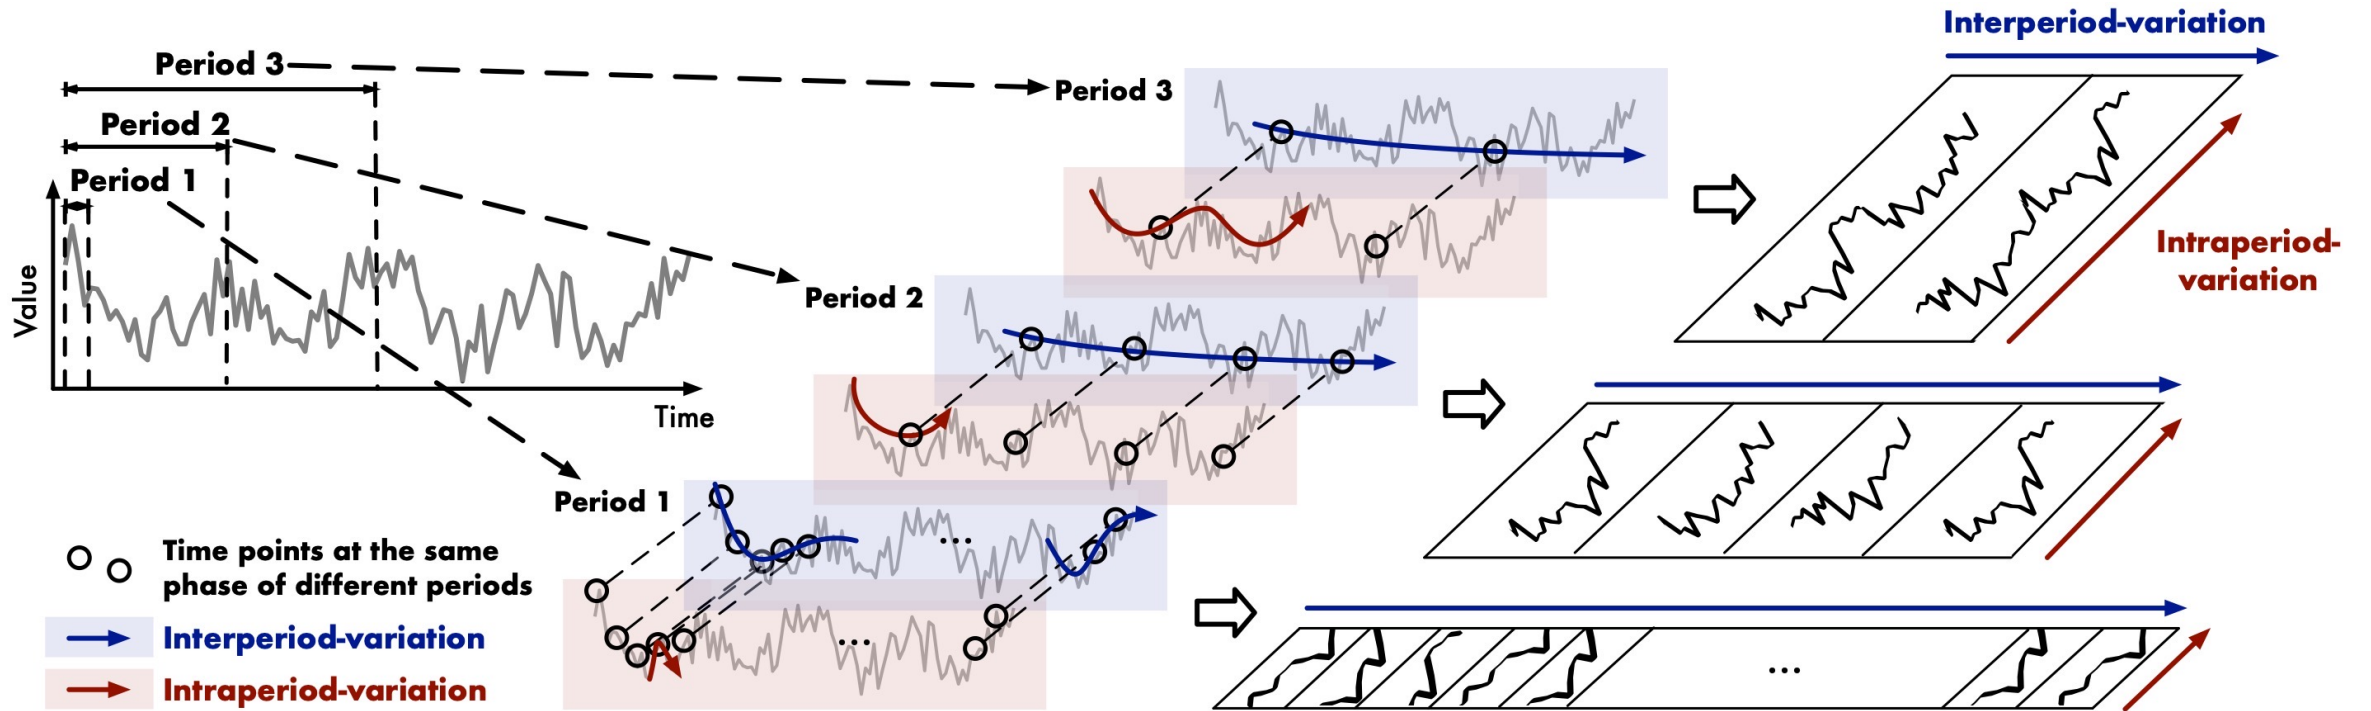 Interperiod-variation
Period 3
Period 3
Period 2
Period 1
Value
Time
Intraperiod-
variation
Period 2
Period 1
...
...
...
Time points at the same
phase of different periods
Interperiod-variation
Intraperiod-variation